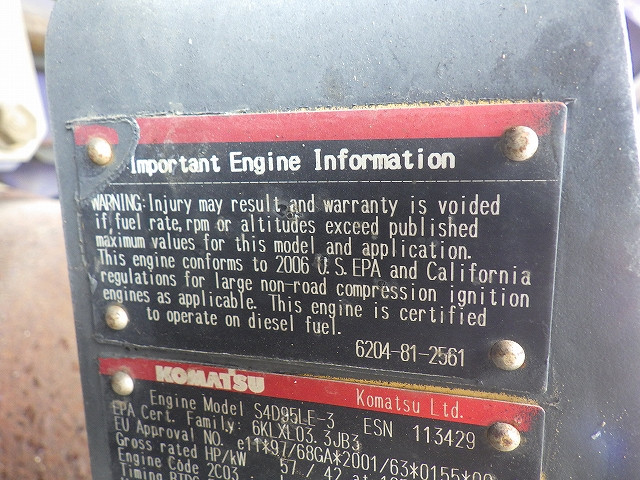 Important Engine Information
WARNING: Injury may result and warranty is voided
if, fuel rate, rpm or altitudes exceed published
maximum values for this model and application.
This engine conforms to 2006 U.S. EPA and California
regulations for large non-road compression ignition
engines as applicable. This engine is certified
to operate on diesel fuel.
6204-81-2561
KOMATSU Komatsu Ltd.
Engine Model S4D95LE-3 ESN 113429
EPA Cert. Family: 6KLXL03.3JB3
EU Approval NO. e11*97/68GA*2001/63*0155*00
Gross rated HP/kW 57 / 42 at
Engine Code 2C03
Timing